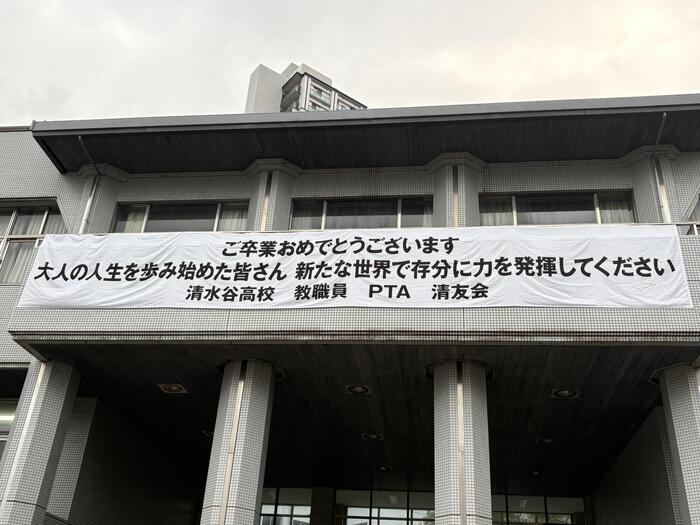 ご卒業おめでとうございます
大人の人生を歩み始めた皆さん 新たな世界で存分に力を発揮してください
清水谷高校 教職員 PTA 清友会